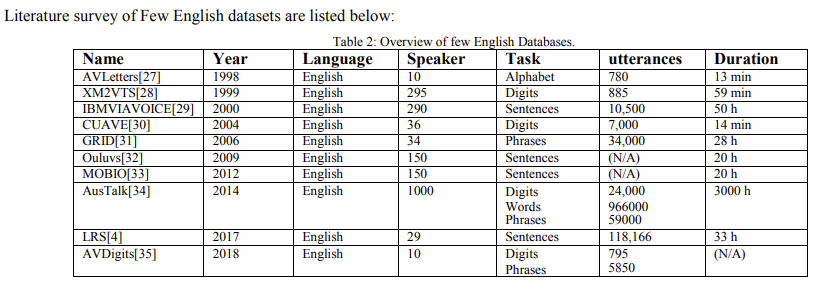 Literature survey of Few English datasets are listed below:
Table 2: Overview of few English Databases.
Name Year Language Speaker Task utterances Duration
AVLetters[27] 1998 English 10 Alphabet 780 13 min
XM2VTS[28] 1999 English 295 Digits 885 59 min
IBMVIAVOICE[29] 2000 English 290 Sentences 10,500 50 h
CUAVE[30] 2004 English 36 Digits 7,000 14 min
GRID[31] 2006 English 34 Phrases 34,000 28 h
Ouluvs[32] 2009 English 150 Sentences (N/A) 20 h
MOBIO[33] 2012 English 150 Sentences (N/A) 20 h
AusTalk[34] 2014 English 1000 Digits 24,000 3000 h
Words 966000
Phrases 59000
LRS[4] 2017 English 29 Sentences 118,166 33 h
AVDigits[35] 2018 English 10 Digits 795 (N/A)
Phrases 5850